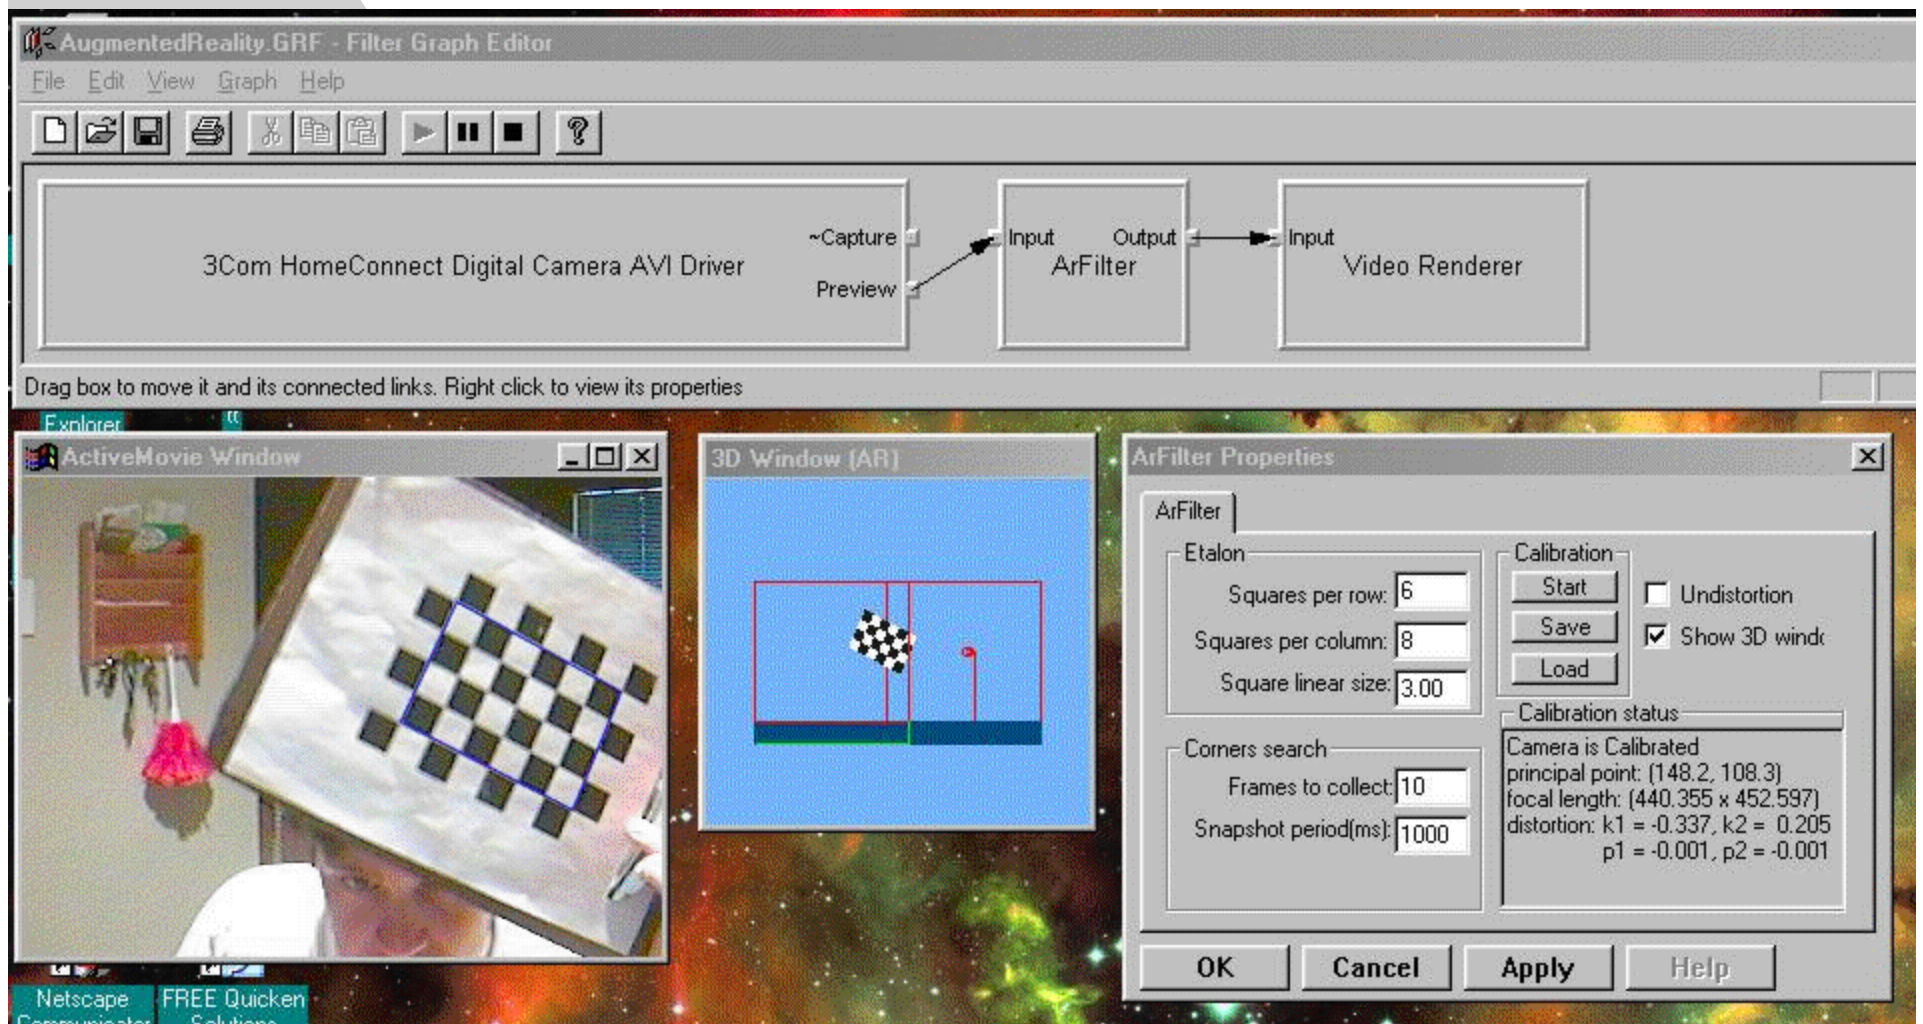 AugmentedReality.GRF - Filter Graph Editor
File Edit View Graph Help
~Capture
3Com HomeConnect Digital Camera AVI Driver
Preview
Input Output
ArFilter
Input
Video Renderer
Drag box to move it and its connected links. Right click to view its properties
Explorer
ActiveMovie Window
3D Window (AR)
ArFilter Properties
ArFilter
Etalon
Squares per row: 6
Squares per column: 8
Square linear size: 3.00
Corners search
Frames to collect: 10
Snapshot period(ms): 1000
Calibration
Start
Save
Load
Undistortion
Show 3D windo
Calibration status
Camera is Calibrated
principal point: (148.2, 108.3)
focal length: (440.355 x 452.597)
distortion: k1 = -0.337, k2 = 0.205
p1 = -0.001, p2 = -0.001
OK Cancel Apply Help
Netscape
Communicator
FREE Quicken
Solutions